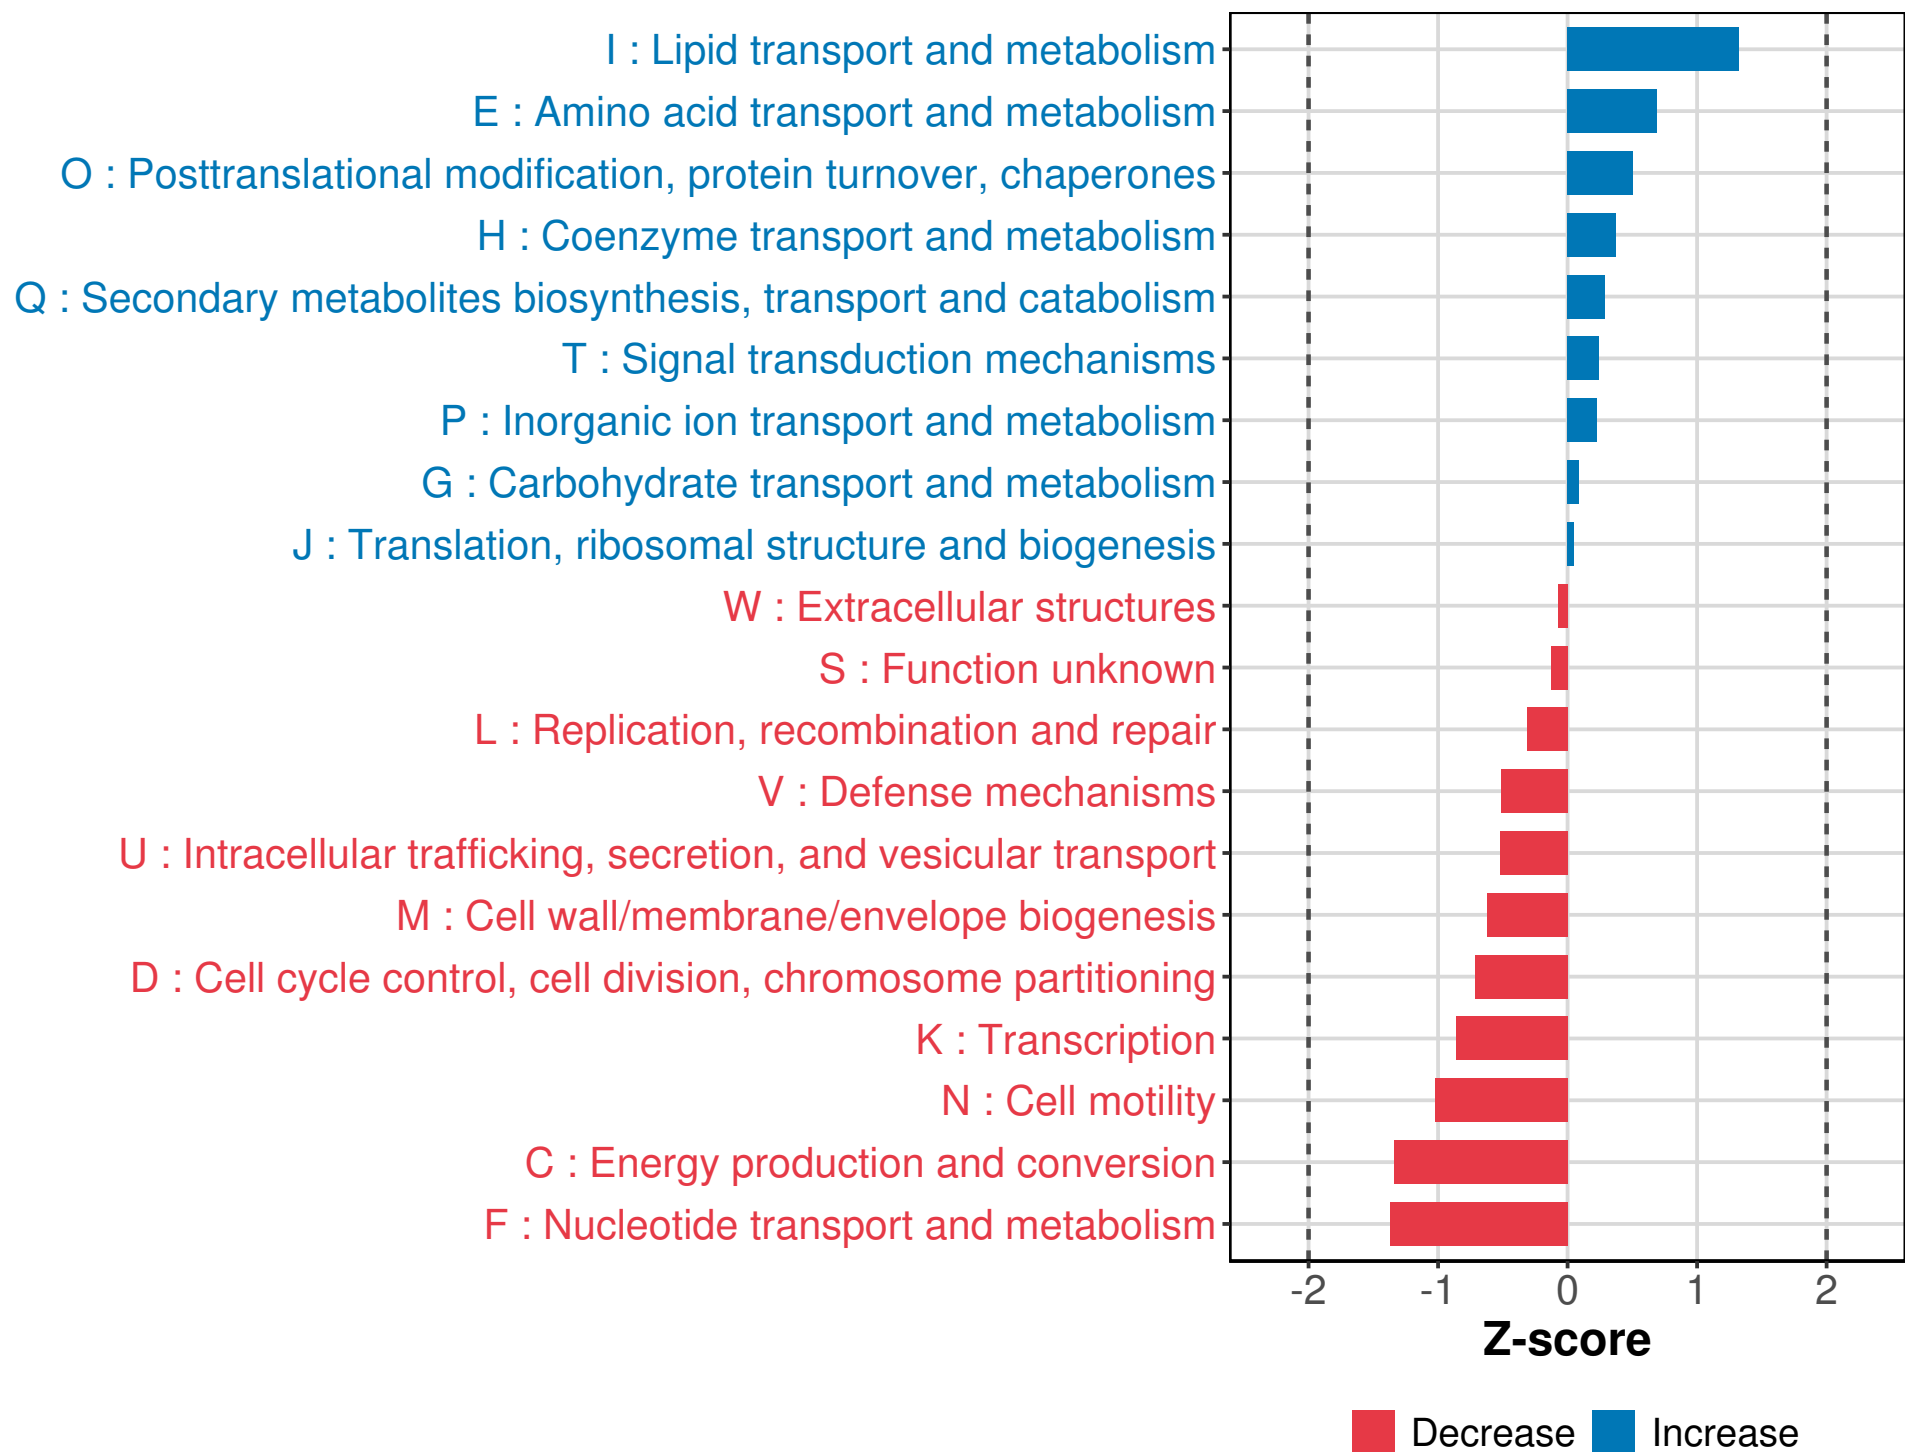 I : Lipid transport and metabolism
E : Amino acid transport and metabolism
O : Posttranslational modification, protein turnover, chaperones
H : Coenzyme transport and metabolism
Q : Secondary metabolites biosynthesis, transport and catabolism
T : Signal transduction mechanisms
P : Inorganic ion transport and metabolism
G : Carbohydrate transport and metabolism
J : Translation, ribosomal structure and biogenesis
W : Extracellular structures
S : Function unknown
L : Replication, recombination and repair
V : Defense mechanisms
U : Intracellular trafficking, secretion, and vesicular transport
M : Cell wall/membrane/envelope biogenesis
D : Cell cycle control, cell division, chromosome partitioning
K : Transcription
N : Cell motility
C : Energy production and conversion
F : Nucleotide transport and metabolism
-2 -1 0 1 2
Z-score
Decrease Increase